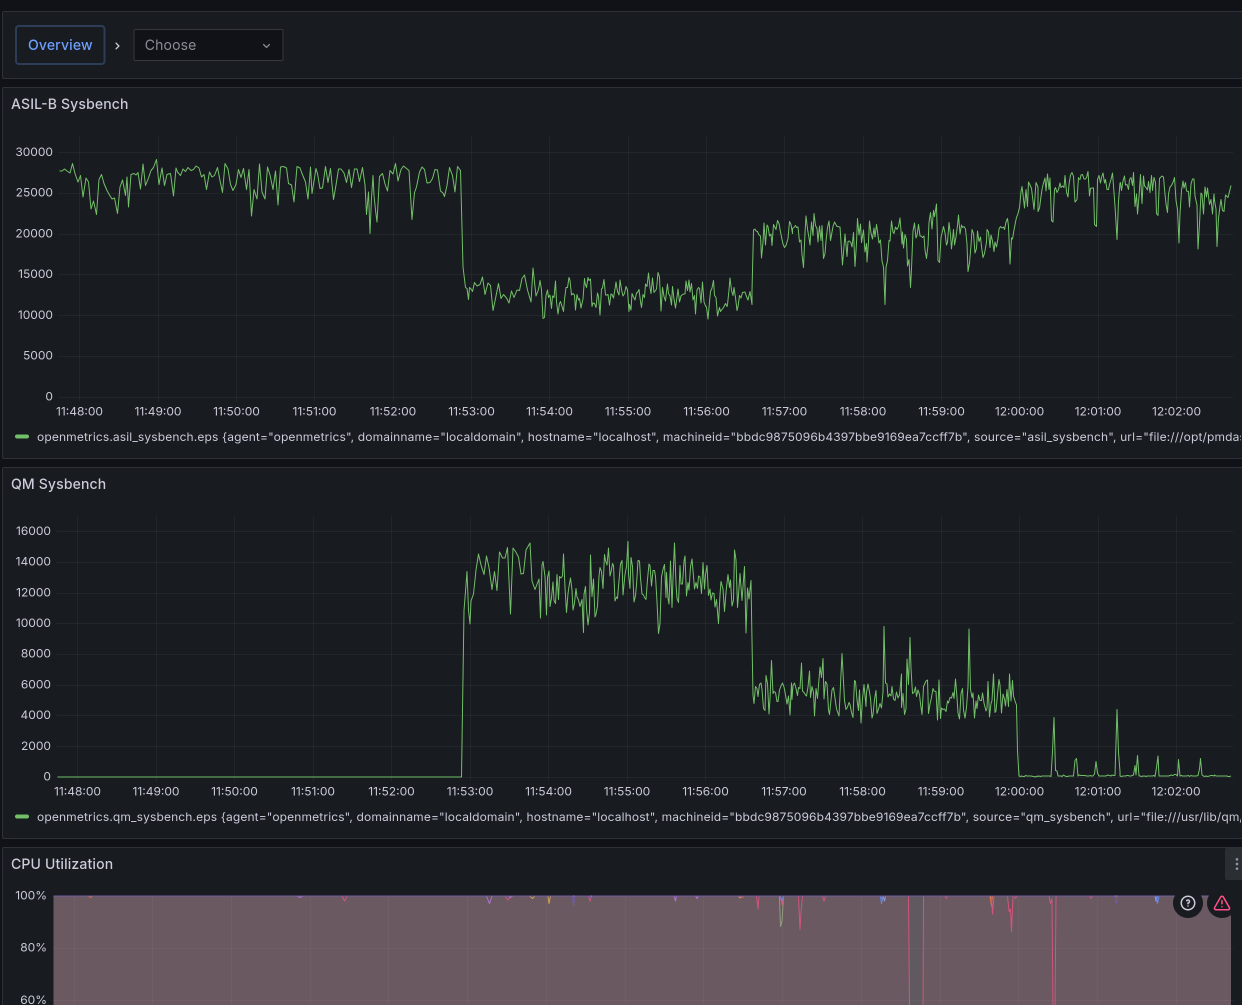 Overview › Choose
ASIL-B Sysbench
30000
25000
20000
15000
10000
5000
0
11:48:00 11:49:00 11:50:00 11:51:00 11:52:00 11:53:00 11:54:00 11:55:00 11:56:00 11:57:00 11:58:00 11:59:00 12:00:00 12:01:00 12:02:00
openmetrics.asil_sysbench.eps {agent="openmetrics", domainname="localdomain", hostname="localhost", machineid="bbdc9875096b4397bbe9169ea7ccff7b", source="asil_sysbench", url="file:///opt/pmda
QM Sysbench
16000
14000
12000
10000
8000
6000
4000
2000
0
11:48:00 11:49:00 11:50:00 11:51:00 11:52:00 11:53:00 11:54:00 11:55:00 11:56:00 11:57:00 11:58:00 11:59:00 12:00:00 12:01:00 12:02:00
openmetrics.qm_sysbench.eps {agent="openmetrics", domainname="localdomain", hostname="localhost", machineid="bbdc9875096b4397bbe9169ea7ccff7b", source="qm_sysbench", url="file:///usr/lib/qm,
CPU Utilization
100%
80%
60%